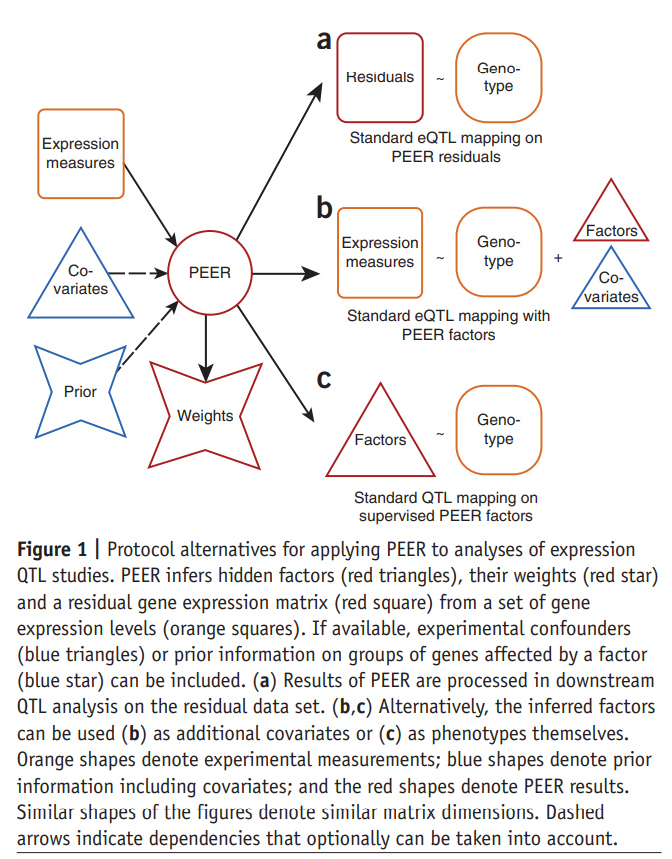 a
Residuals
~
Geno-
type
Standard eQTL mapping on
PEER residuals
Expression
measures
b
Expression
measures
~
Geno-
type
+
Factors
Co-
variates
Co-
variates
PEER
Standard eQTL mapping with
PEER factors
Prior
Weights
c
Factors
~
Geno-
type
Standard QTL mapping on
supervised PEER factors
Figure 1 | Protocol alternatives for applying PEER to analyses of expression
QTL studies. PEER infers hidden factors (red triangles), their weights (red star)
and a residual gene expression matrix (red square) from a set of gene
expression levels (orange squares). If available, experimental confounders
(blue triangles) or prior information on groups of genes affected by a factor
(blue star) can be included. (a) Results of PEER are processed in downstream
QTL analysis on the residual data set. (b,c) Alternatively, the inferred factors
can be used (b) as additional covariates or (c) as phenotypes themselves.
Orange shapes denote experimental measurements; blue shapes denote prior
information including covariates; and the red shapes denote PEER results.
Similar shapes of the figures denote similar matrix dimensions. Dashed
arrows indicate dependencies that optionally can be taken into account.